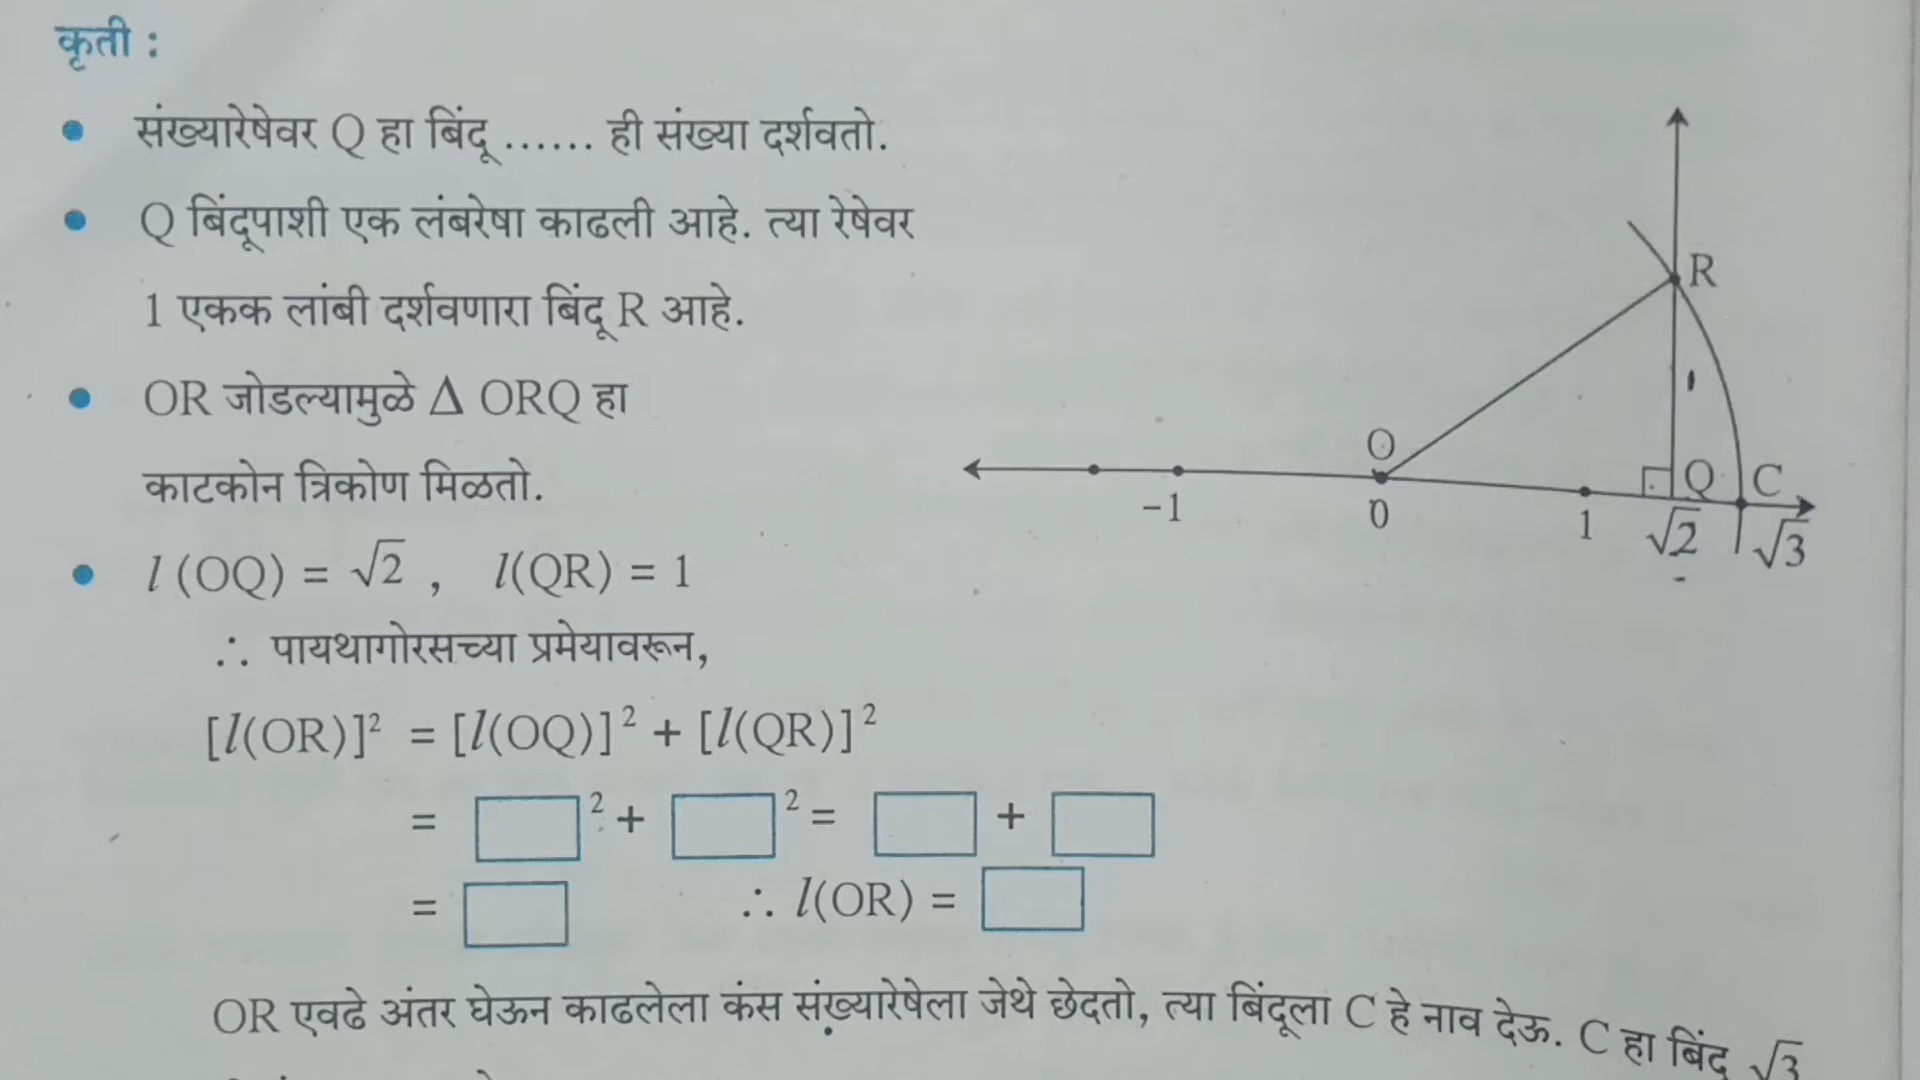 कृती :
• संख्यारेषेवर Q हा बिंदू ...... ही संख्या दर्शवतो.
• Q बिंदूपाशी एक लंबरेषा काढली आहे. त्या रेषेवर
1 एकक लांबी दर्शवणारा बिंदू R आहे.
• OR जोडल्यामुळे Δ ORQ हा
काटकोन त्रिकोण मिळतो.
• l (OQ) = √2 , l(QR) = 1
∴ पायथागोरसच्या प्रमेयावरून,
[l(OR)]² = [l(OQ)]² + [l(QR)]²
= □² + □² = □ + □
= □ ∴ l(OR) = □
OR एवढे अंतर घेऊन काढलेला कंस संख्यारेषेला जेथे छेदतो, त्या बिंदूला C हे नाव देऊ. C हा बिंदू √3
R
1
O
Q C
-1 0 1 √2 √3